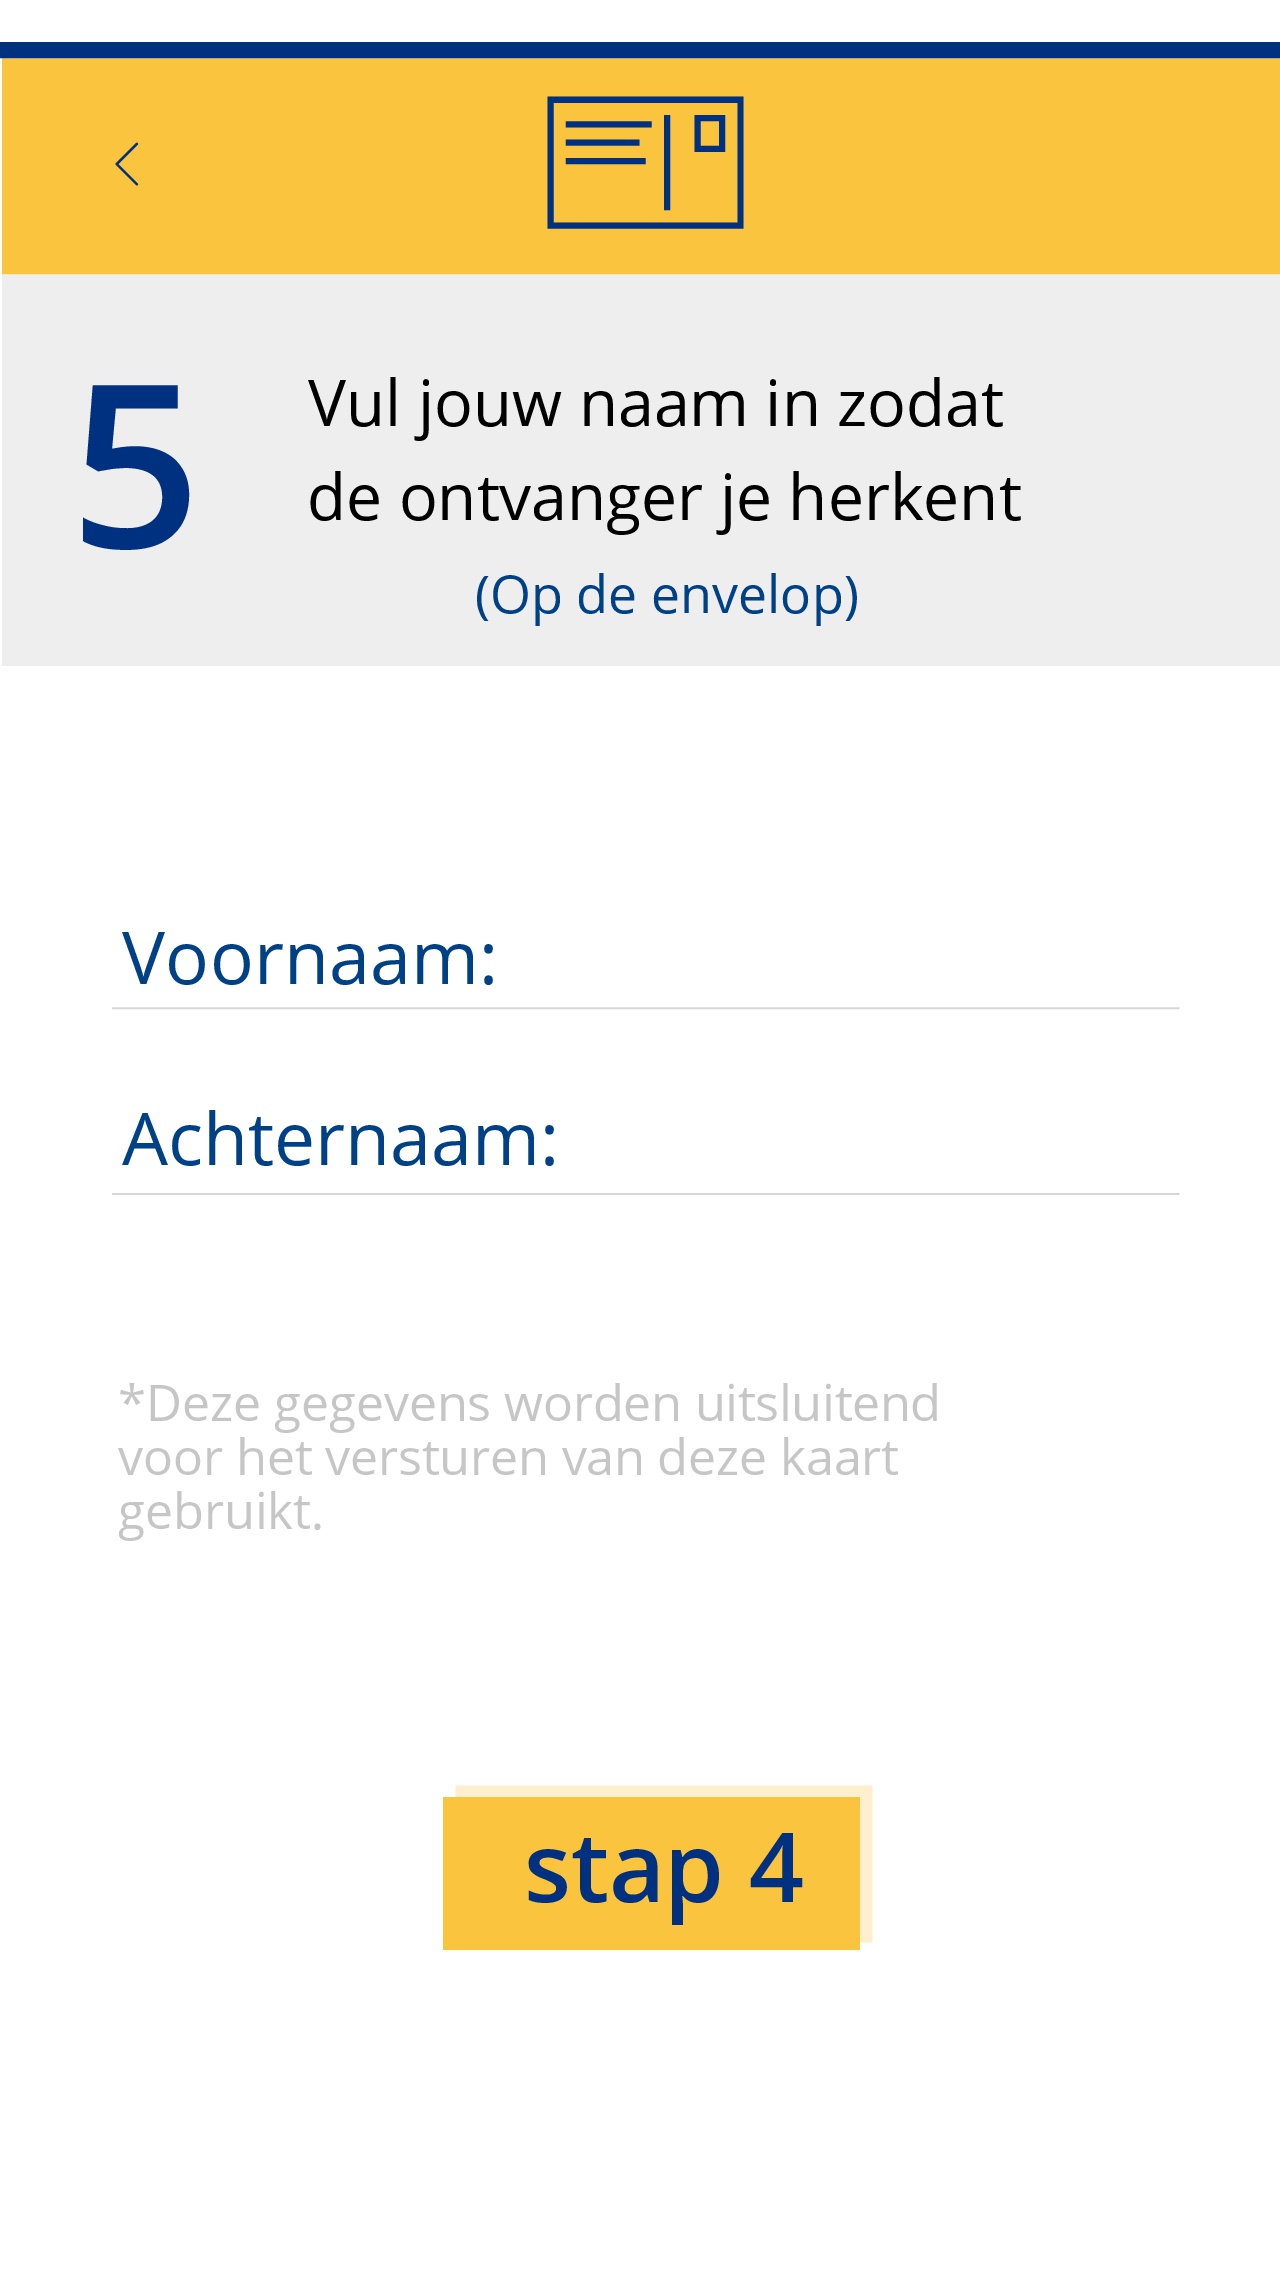 5
Vul jouw naam in zodat
de ontvanger je herkent
(Op de envelop)
Voornaam:
Achternaam:
*Deze gegevens worden uitsluitend
voor het versturen van deze kaart
gebruikt.
stap 4